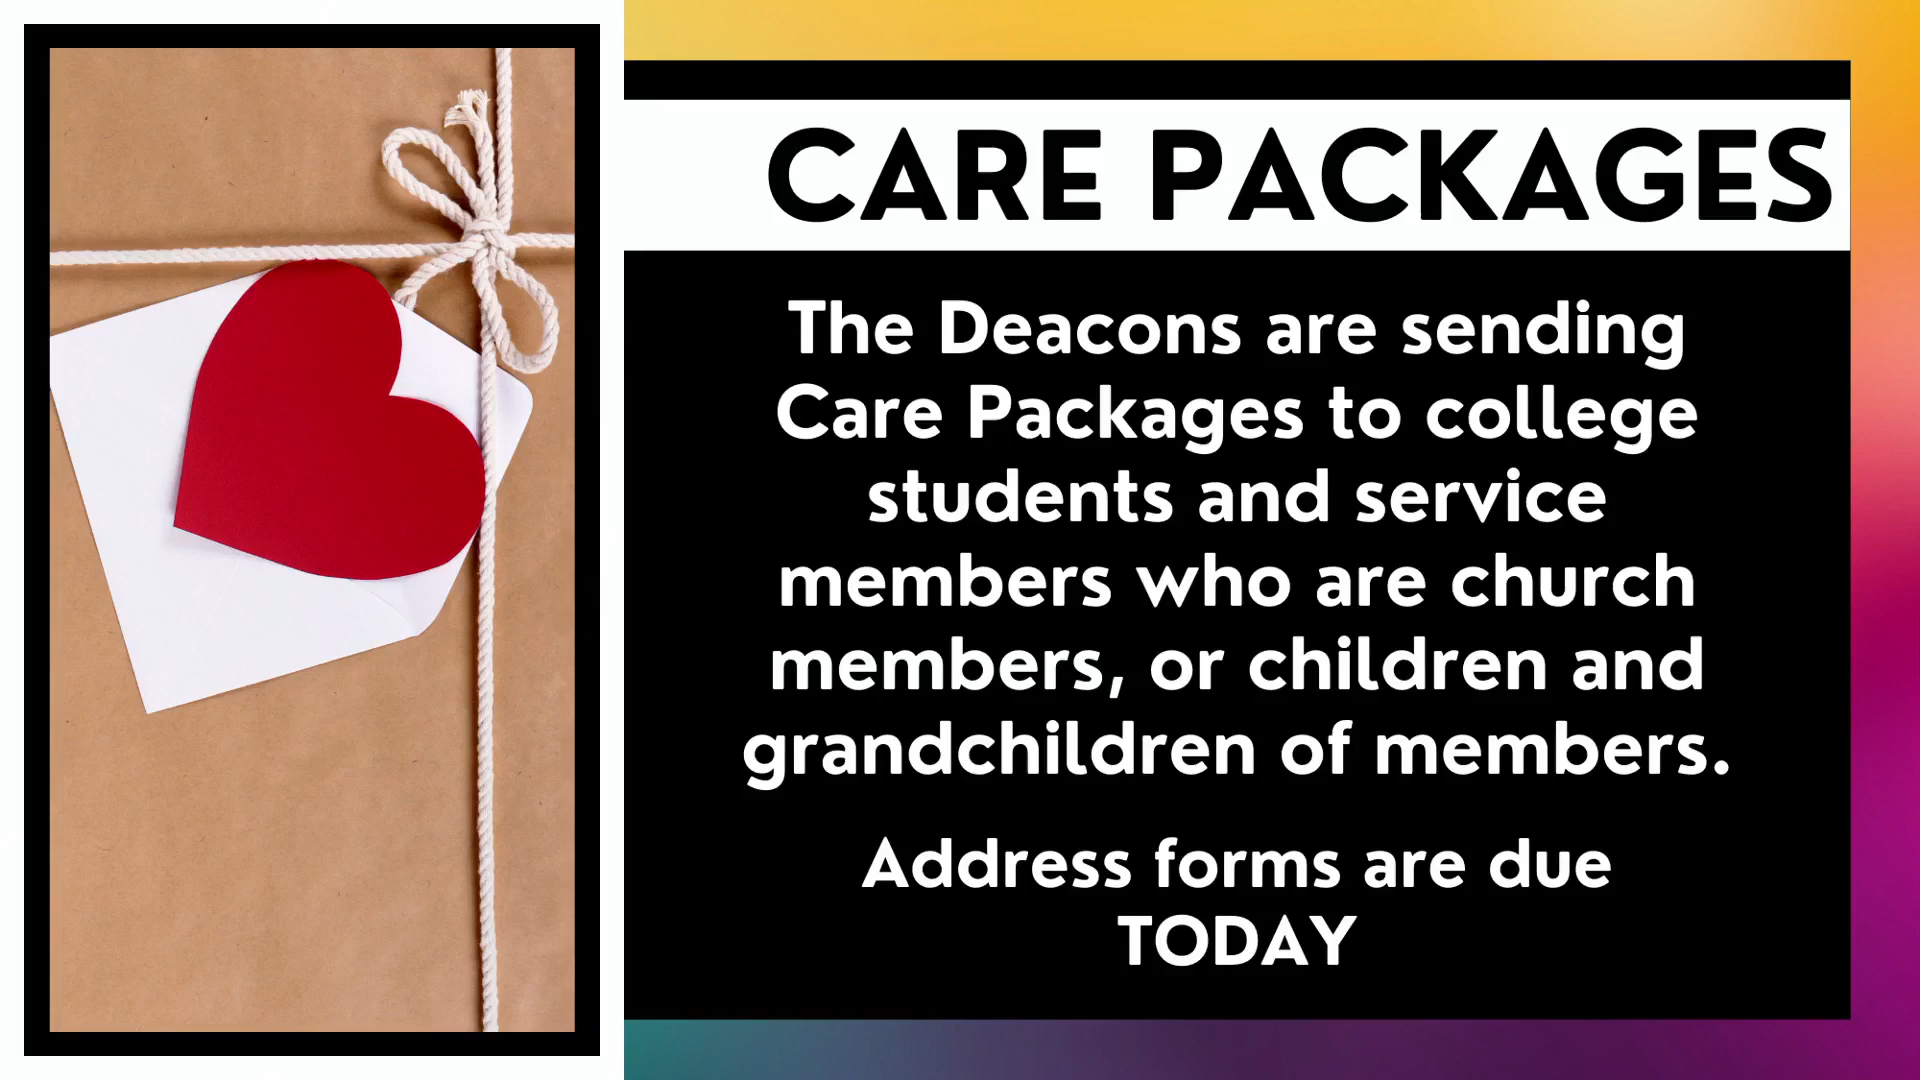 CARE PACKAGES
The Deacons are sending
Care Packages to college
students and service
members who are church
members, or children and
grandchildren of members.
Address forms are due
TODAY